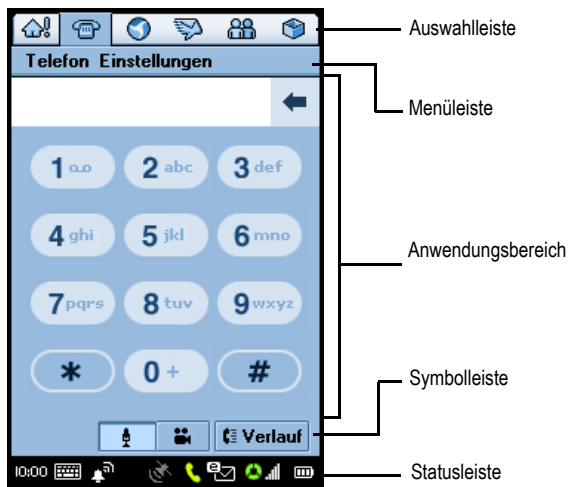 Auswahlleiste
Telefon Einstellungen
Menüleiste
1 2 abc 3 def
4 ghi 5 jkl 6 mno
Anwendungsbereich
7 pqrs 8 tuv 9 wxyz
* 0 + #
Symbolleiste
Verlauf
10:00
Statusleiste